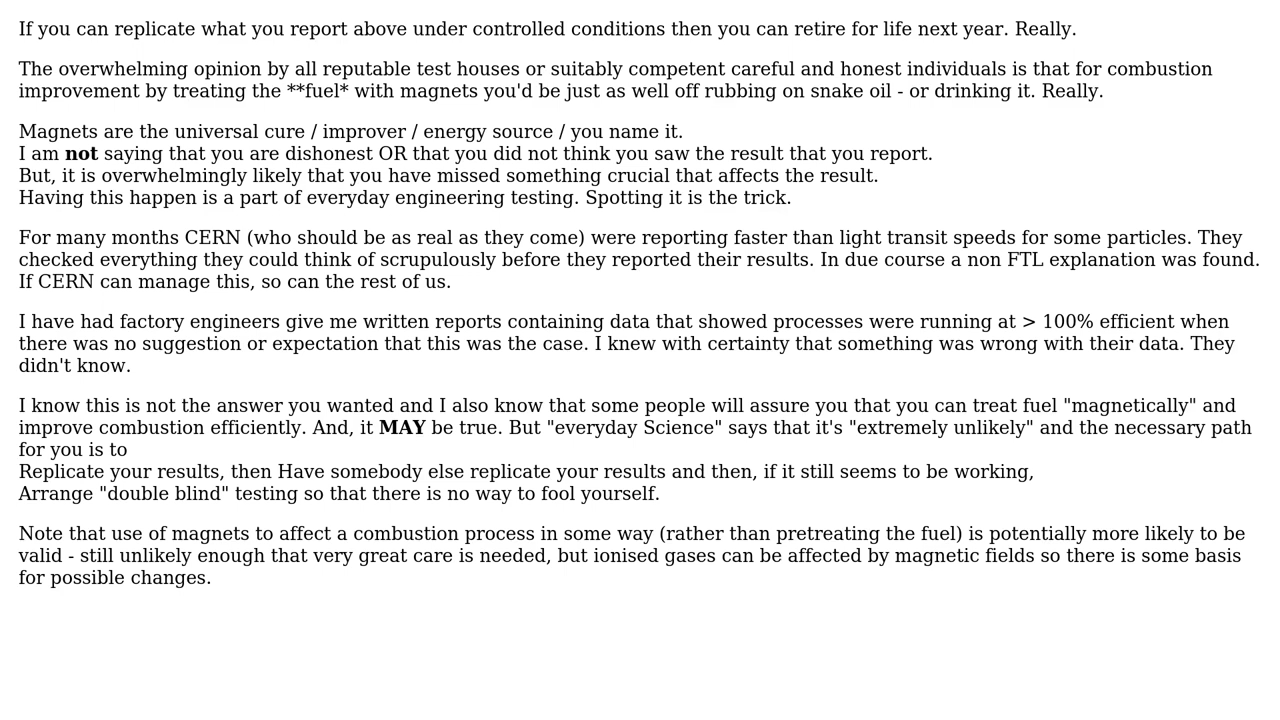 If you can replicate what you report above under controlled conditions then you can retire for life next year. Really.
The overwhelming opinion by all reputable test houses or suitably competent careful and honest individuals is that for combustion
improvement by treating the **fuel* with magnets you'd be just as well off rubbing on snake oil - or drinking it. Really.
Magnets are the universal cure / improver / energy source / you name it.
I am not saying that you are dishonest OR that you did not think you saw the result that you report.
But, it is overwhelmingly likely that you have missed something crucial that affects the result.
Having this happen is a part of everyday engineering testing. Spotting it is the trick.
For many months CERN (who should be as real as they come) were reporting faster than light transit speeds for some particles. They
checked everything they could think of scrupulously before they reported their results. In due course a non FTL explanation was found.
If CERN can manage this, so can the rest of us.
I have had factory engineers give me written reports containing data that showed processes were running at > 100% efficient when
there was no suggestion or expectation that this was the case. I knew with certainty that something was wrong with their data. They
didn't know.
I know this is not the answer you wanted and I also know that some people will assure you that you can treat fuel "magnetically" and
improve combustion efficiently. And, it MAY be true. But "everyday Science" says that it's "extremely unlikely" and the necessary path
for you is to
Replicate your results, then Have somebody else replicate your results and then, if it still seems to be working,
Arrange "double blind" testing so that there is no way to fool yourself.
Note that use of magnets to affect a combustion process in some way (rather than pretreating the fuel) is potentially more likely to be
valid - still unlikely enough that very great care is needed, but ionised gases can be affected by magnetic fields so there is some basis
for possible changes.